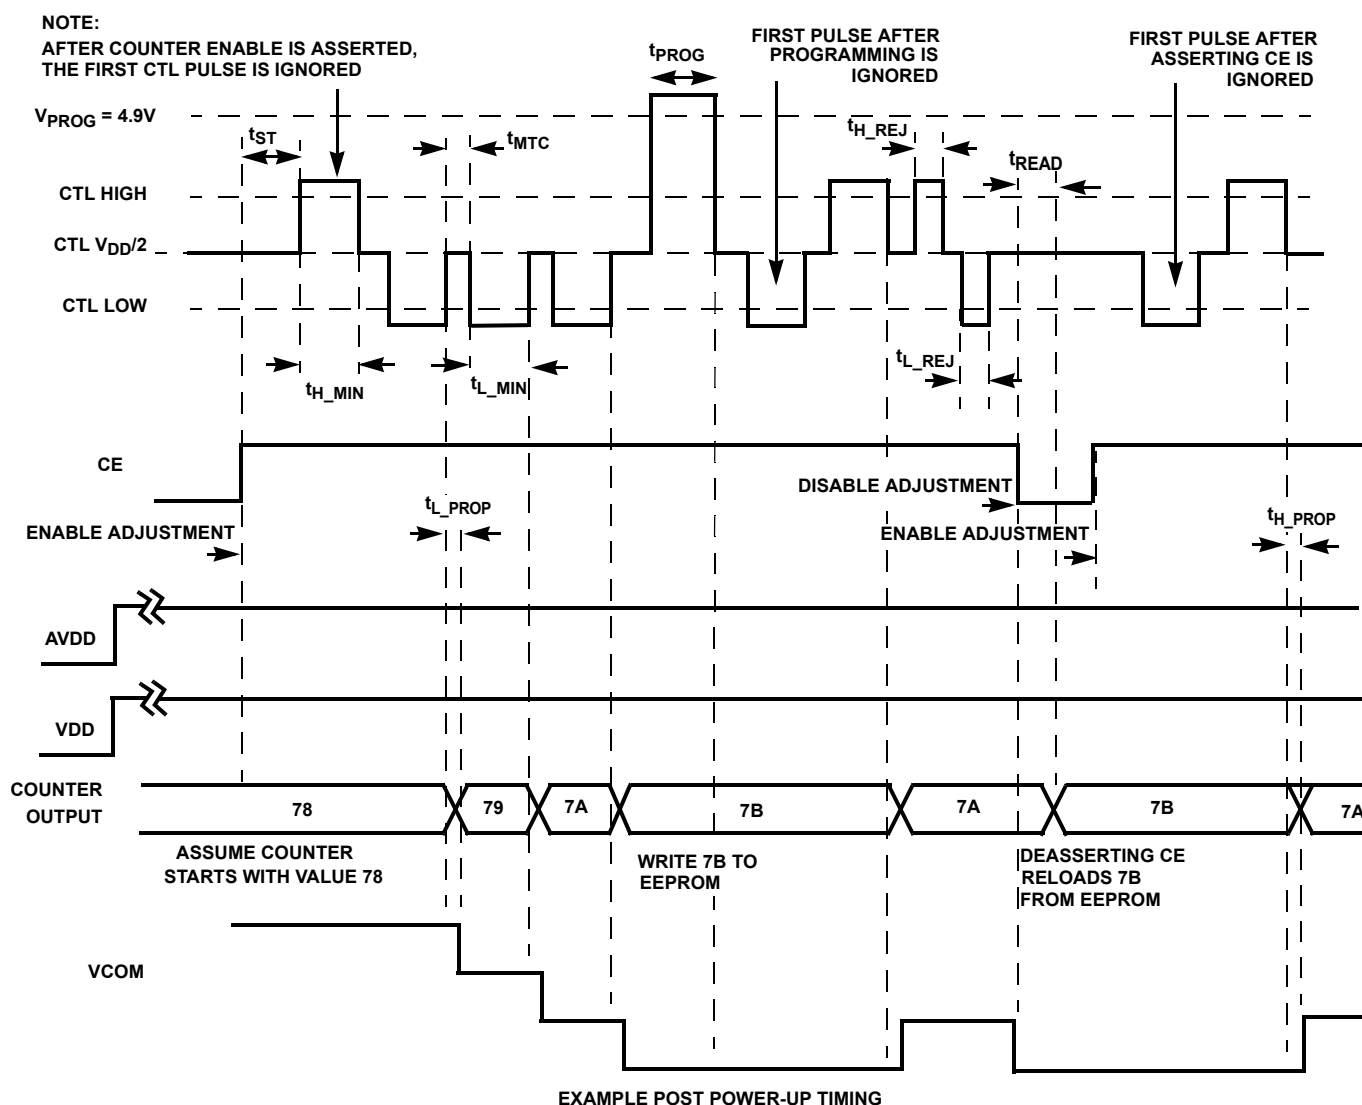 NOTE:
AFTER COUNTER ENABLE IS ASSERTED,
THE FIRST CTL PULSE IS IGNORED
tPROG
FIRST PULSE AFTER
PROGRAMMING IS
IGNORED
FIRST PULSE AFTER
ASSERTING CE IS
IGNORED
VPROG = 4.9V
tST
tMTC
tH_REJ
tREAD
CTL HIGH
CTL VDD/2
CTL LOW
tH_MIN
tL_MIN
tL_REJ
CE
DISABLE ADJUSTMENT
tL_PROP
tH_PROP
ENABLE ADJUSTMENT
ENABLE ADJUSTMENT
AVDD
VDD
COUNTER
OUTPUT
78
79
7A
7B
7A
7B
7A
ASSUME COUNTER
STARTS WITH VALUE 78
WRITE 7B TO
EEPROM
DEASSERTING CE
RELOADS 7B
FROM EEPROM
VCOM
EXAMPLE POST POWER-UP TIMING